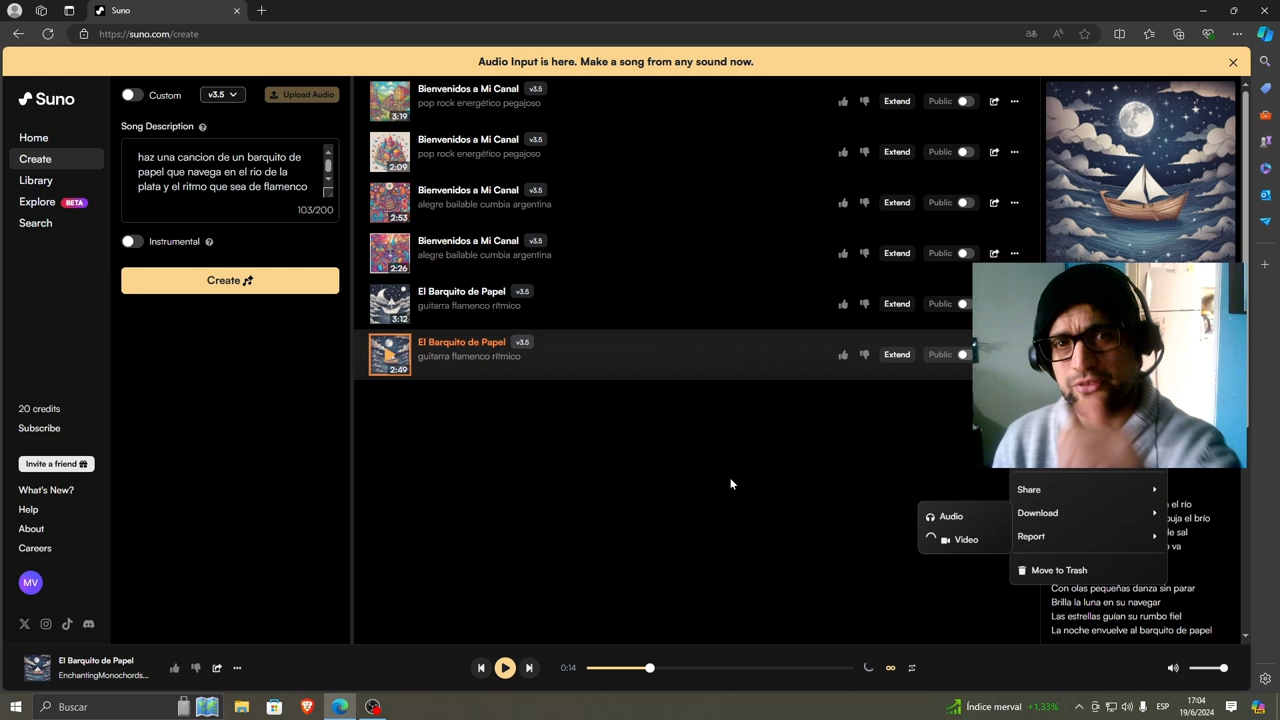 Suno
https://suno.com/create
Audio Input is here. Make a song from any sound now.
Suno
Home
Create
Library
Explore BETA
Search
20 credits
Subscribe
Invite a friend
What's New?
Help
About
Careers
MV
Custom
v3.5
Upload Audio
Song Description
haz una cancion de un barquito de
papel que navega en el rio de la
plata y el ritmo que sea de flamenco
103/200
Instrumental
Create
3:19
Bienvenidos a Mi Canal v3.5
pop rock energético pegajoso
Extend Public
2:09
Bienvenidos a Mi Canal v3.5
pop rock energético pegajoso
Extend Public
2:53
Bienvenidos a Mi Canal v3.5
alegre bailable cumbia argentina
Extend Public
2:26
Bienvenidos a Mi Canal v3.5
alegre bailable cumbia argentina
Extend Public
3:12
El Barquito de Papel v3.5
guitarra flamenco rítmico
Extend Public
2:49
El Barquito de Papel v3.5
guitarra flamenco rítmico
Extend Public
Share
Download
Report
Move to Trash
Audio
Video
el río
el brío
de sal
va
Con olas pequeñas danza sin parar
Brilla la luna en su navegar
Las estrellas guían su rumbo fiel
La noche envuelve al barquito de papel
El Barquito de Papel
EnchantingMonochords...
0:14
Buscar
Índice merval +1,33%
ESP
17:04
19/6/2024